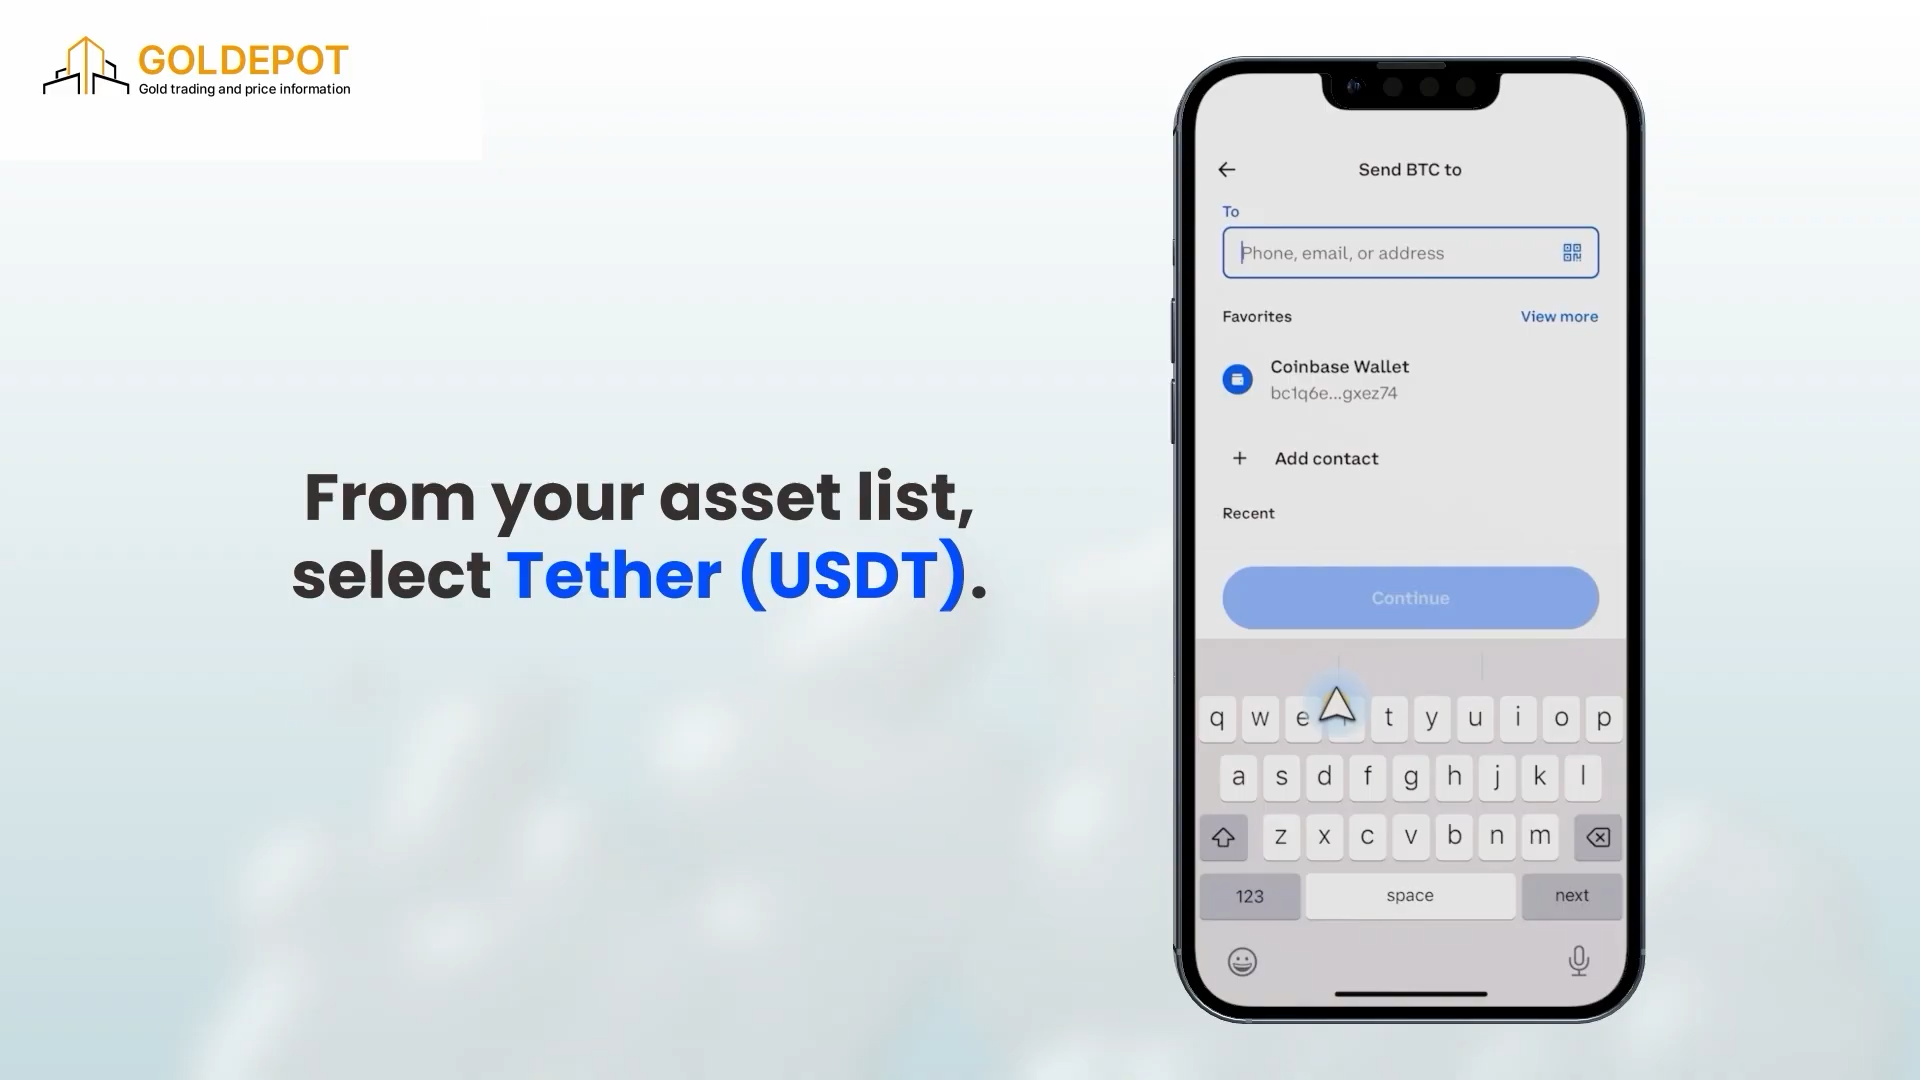 GOLDEPOT
Gold trading and price information
From your asset list,
select Tether (USDT).
Send BTC to
To
Phone, email, or address
Favorites
View more
Coinbase Wallet
bc1q6e...gxez74
Add contact
Recent
Continue
q w e t y u i o p
a s d f g h j k l
z x c v b n m
123 space next